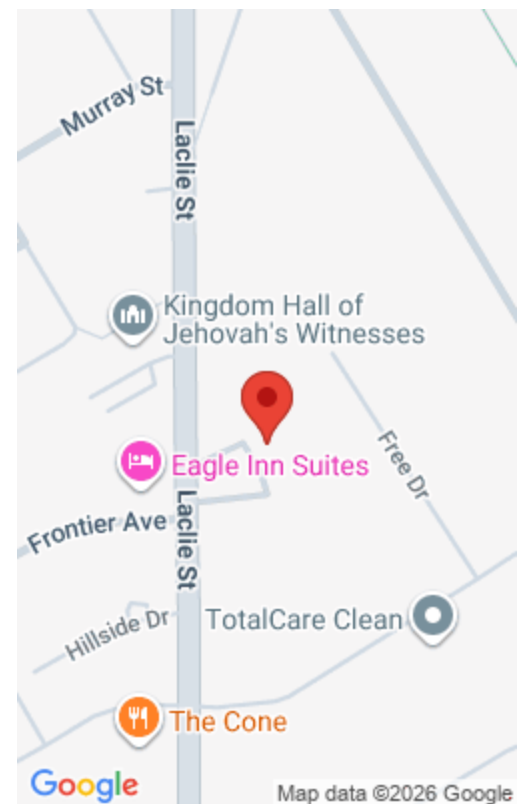 Murray St
Laclie St
Kingdom Hall of
Jehovah's Witnesses
Free Dr
Eagle Inn Suites
Laclie St
Frontier Ave
Hillside Dr
TotalCare Clean
The Cone
Google
Map data ©2026 Google